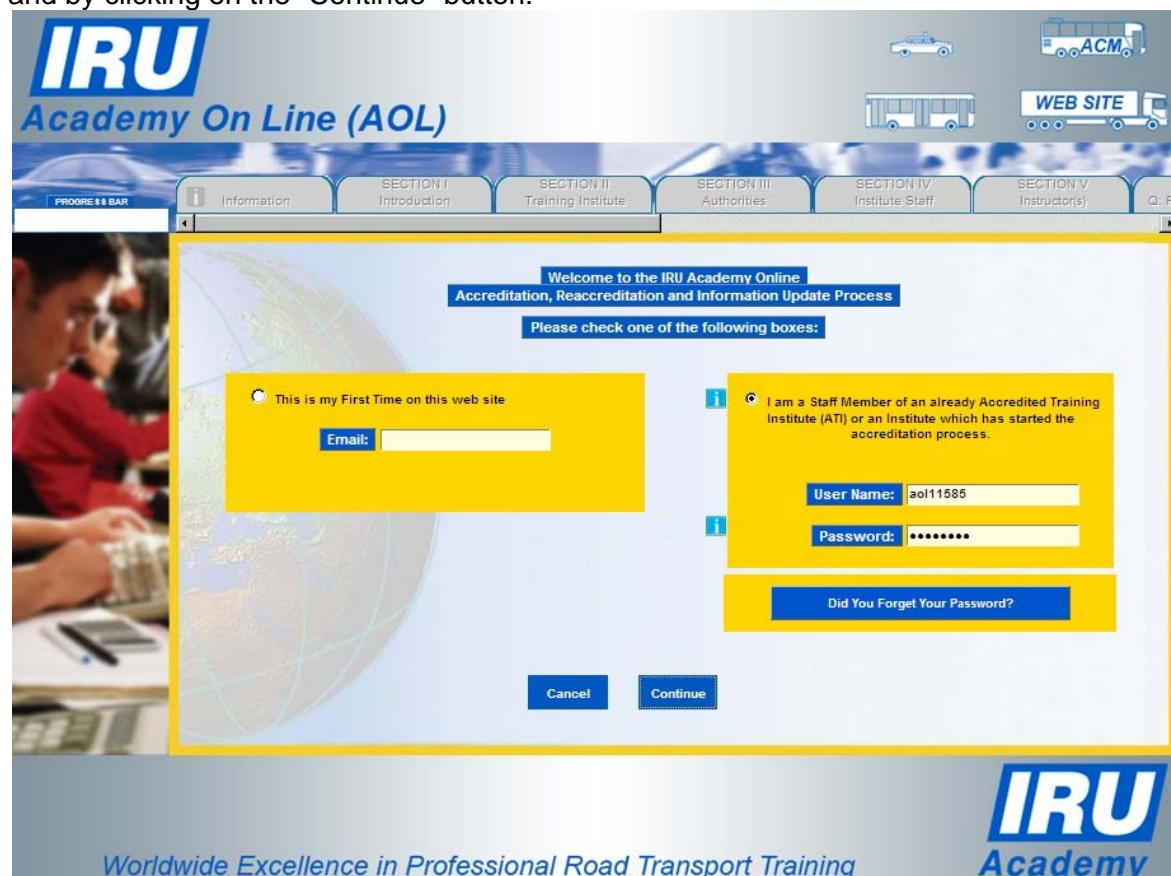 and by clicking on the "Continue" button.
IRU
Academy On Line (AOL)
ACM
WEB SITE
PROGRESS BAR
Information
SECTION I
Introduction
SECTION II
Training Institute
SECTION III
Authorities
SECTION IV
Institute Staff
SECTION V
Instructor(s)
Welcome to the IRU Academy Online
Accreditation, Reaccreditation and Information Update Process
Please check one of the following boxes:
This is my First Time on this web site
Email:
i
I am a Staff Member of an already Accredited Training
Institute (ATI) or an Institute which has started the
accreditation process.
User Name: aol11585
i
Password: ••••••••
Did You Forget Your Password?
Cancel
Continue
IRU
Academy
Worldwide Excellence in Professional Road Transport Training